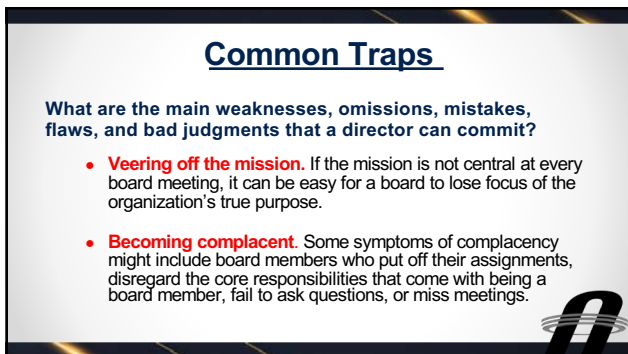 Common Traps
What are the main weaknesses, omissions, mistakes,
flaws, and bad judgments that a director can commit?
• Veering off the mission. If the mission is not central at every
board meeting, it can be easy for a board to lose focus of the
organization’s true purpose.
• Becoming complacent. Some symptoms of complacency
might include board members who put off their assignments,
disregard the core responsibilities that come with being a
board member, fail to ask questions, or miss meetings.